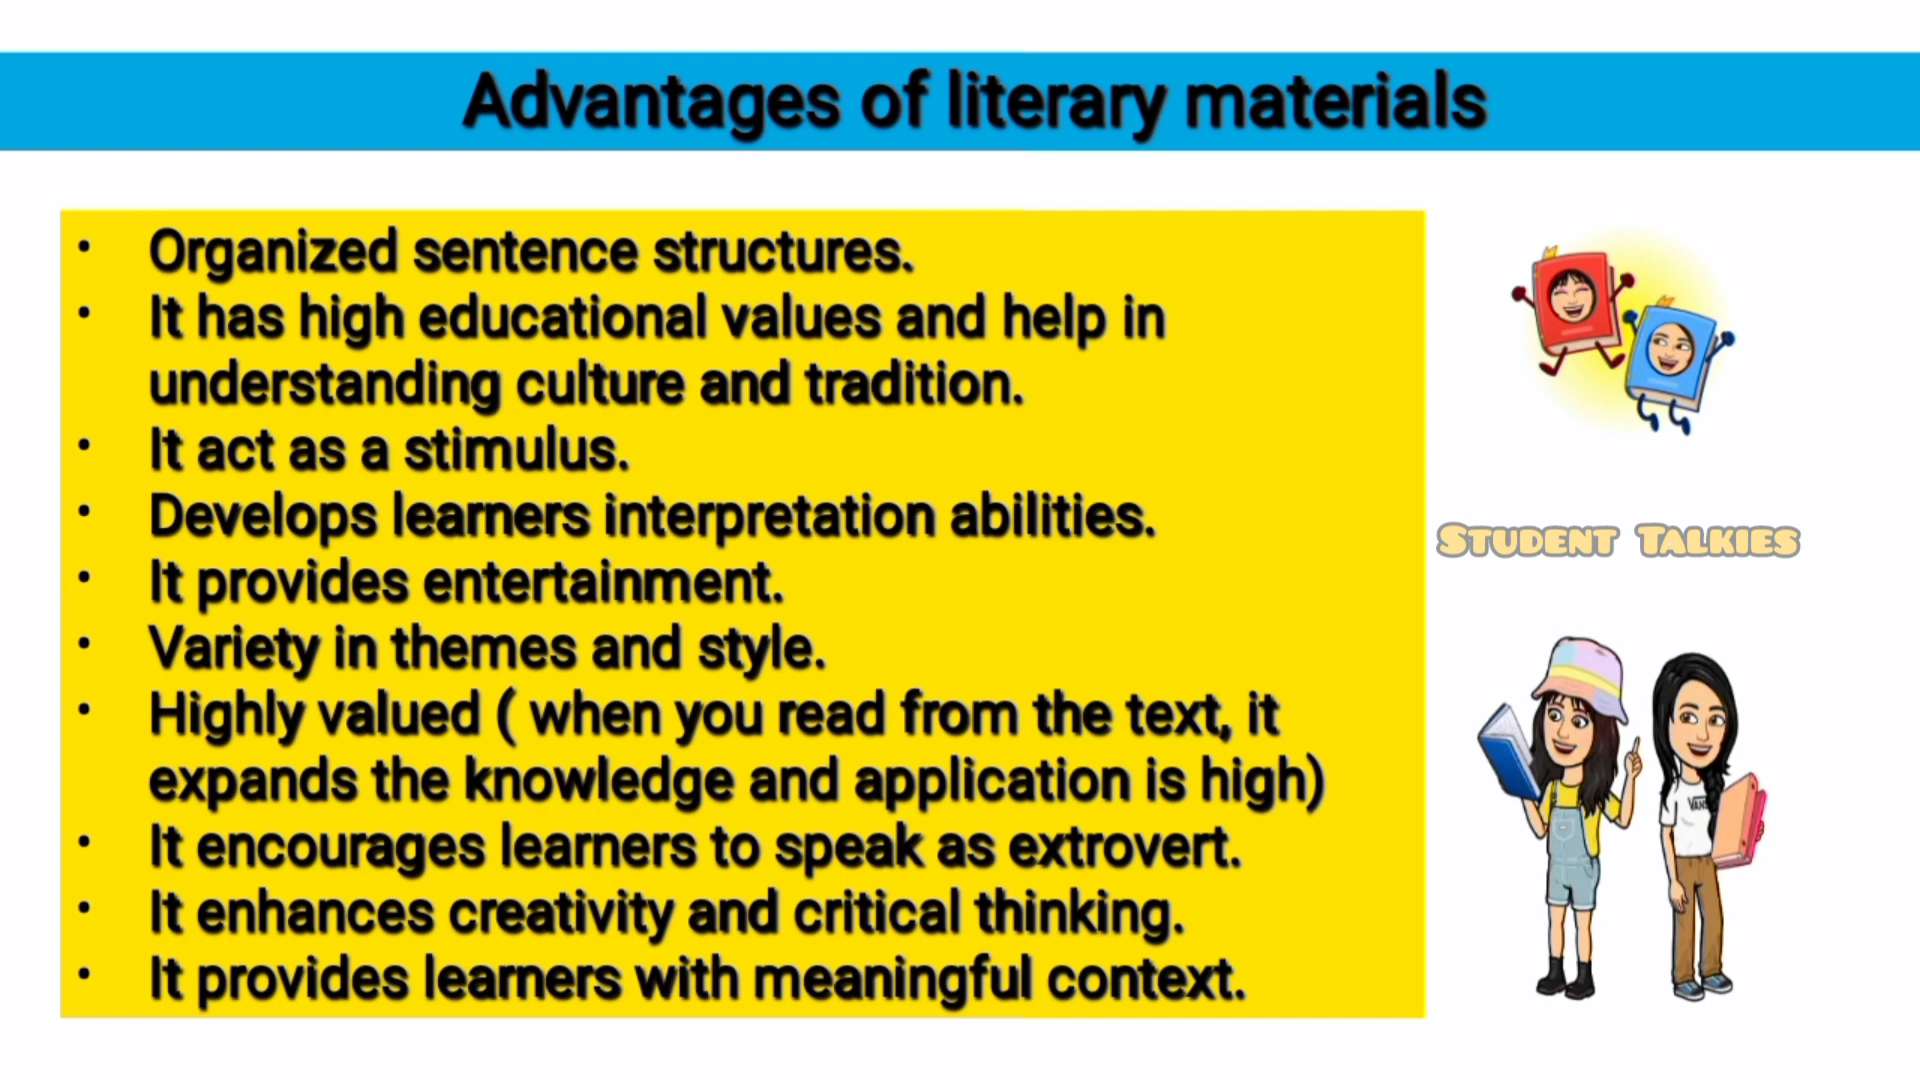 Advantages of literary materials
• Organized sentence structures.
• It has high educational values and help in
understanding culture and tradition.
• It act as a stimulus.
• Develops learners interpretation abilities.
• It provides entertainment.
• Variety in themes and style.
• Highly valued ( when you read from the text, it
expands the knowledge and application is high)
• It encourages learners to speak as extrovert.
• It enhances creativity and critical thinking.
• It provides learners with meaningful context.
STUDENT TALKIES
VANS